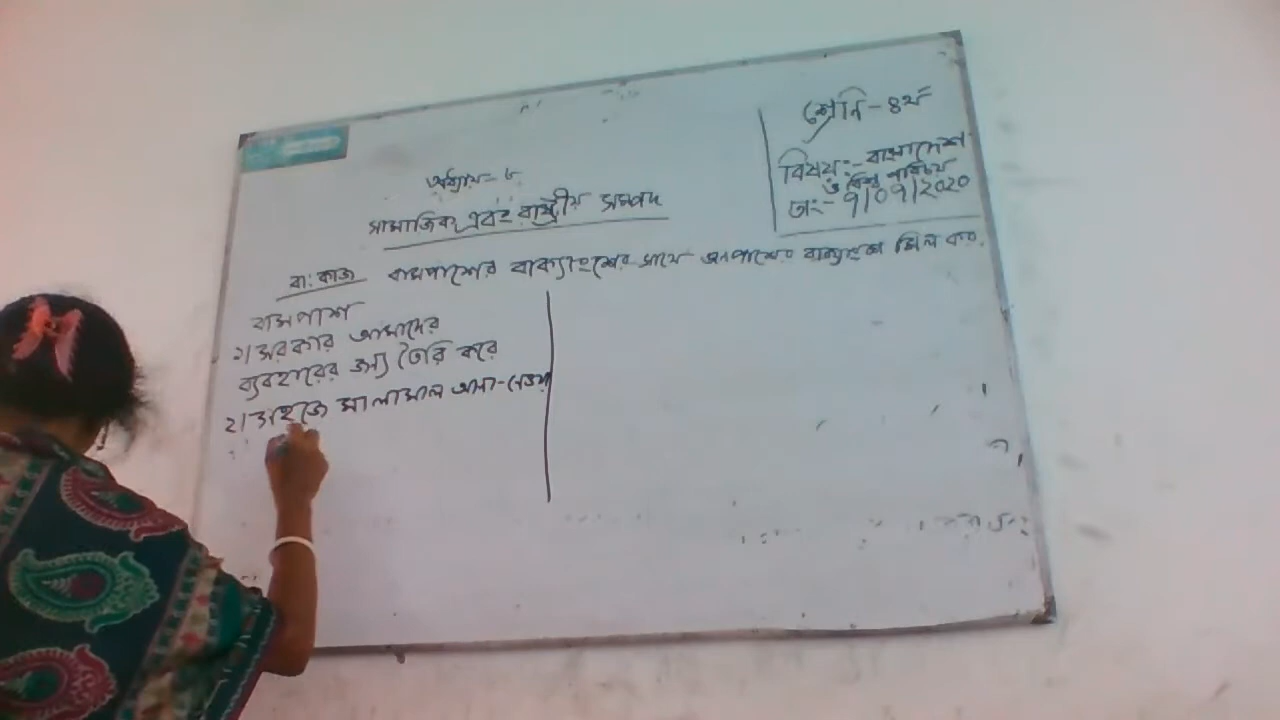 শ্রেণি - ৪র্থ
বিষয়:- বাংলাদেশ
ও বিশ্ব পরিচয়
তাং:- ৭/০৭/২০২০
অধ্যায়- ৮
সামাজিক এবং রাষ্ট্রীয় সম্পদ
বা: কাজ বামপাশের বাক্যাংশের সাথে ডানপাশের বাক্যাংশ মিল কর.
বামপাশ
১। সরকার আমাদের
ব্যবহারের জন্য তৈরি করে
২। জাহাজে মালামাল আনা-নেওয়া